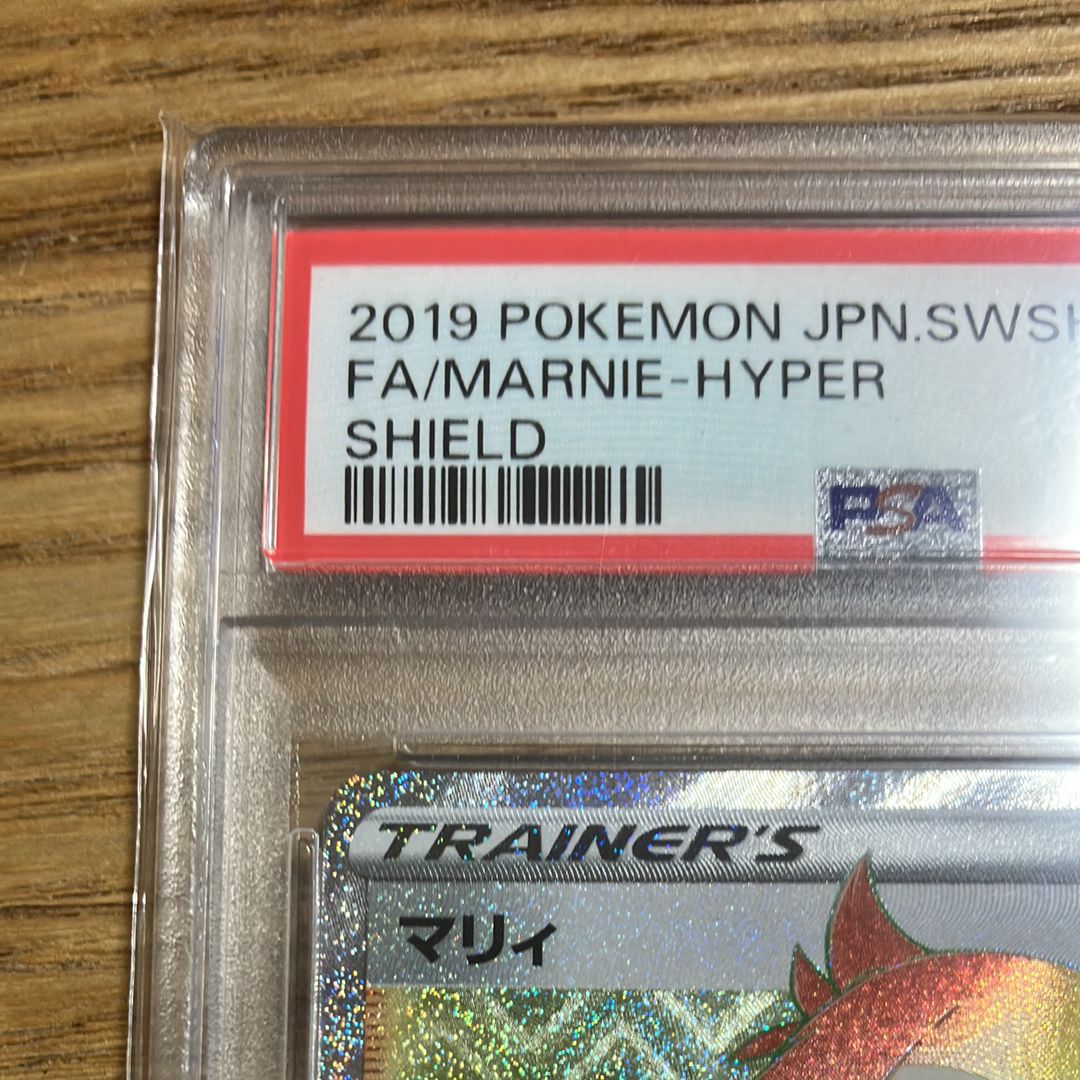 2019 POKEMON JPN.SWSH
FA/MARNIE-HYPER
SHIELD
PSA
TRAINER'S
マリィ